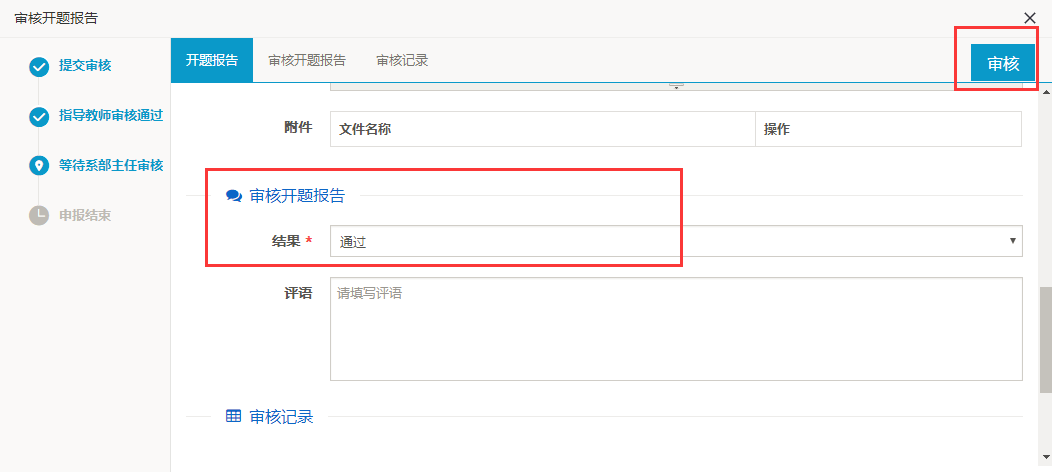 审核开题报告
提交审核
指导教师审核通过
等待系部主任审核
申报结束
开题报告 审核开题报告 审核记录 审核
附件 文件名称 操作
审核开题报告
结果 * 通过
评语 请填写评语
审核记录